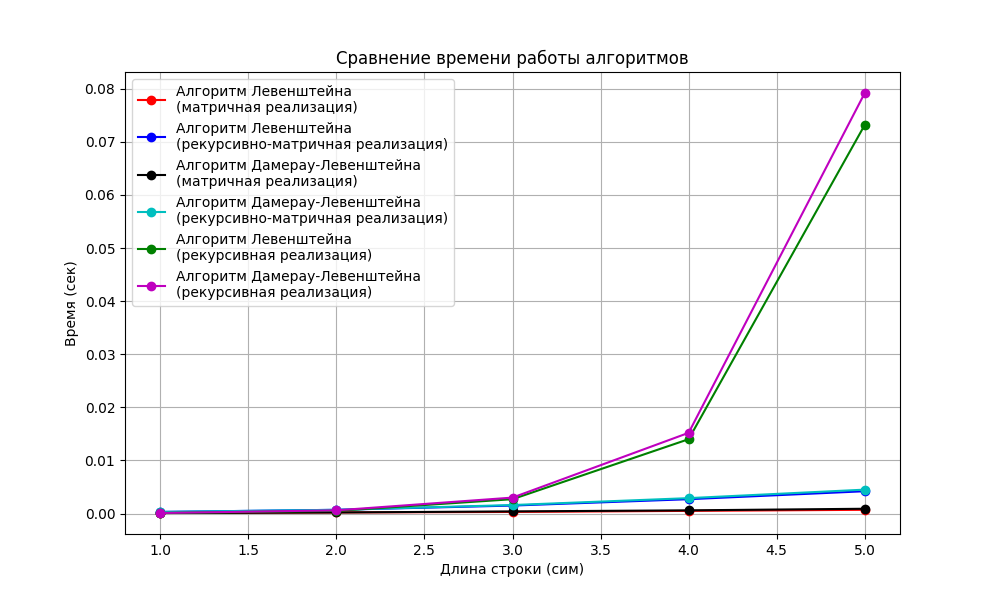 Сравнение времени работы алгоритмов
Алгоритм Левенштейна
(матричная реализация)
Алгоритм Левенштейна
(рекурсивно-матричная реализация)
Алгоритм Дамерау-Левенштейна
(матричная реализация)
Алгоритм Дамерау-Левенштейна
(рекурсивно-матричная реализация)
Алгоритм Левенштейна
(рекурсивная реализация)
Алгоритм Дамерау-Левенштейна
(рекурсивная реализация)
Время (сек)
0.08
0.07
0.06
0.05
0.04
0.03
0.02
0.01
0.00
1.0 1.5 2.0 2.5 3.0 3.5 4.0 4.5 5.0
Длина строки (сим)